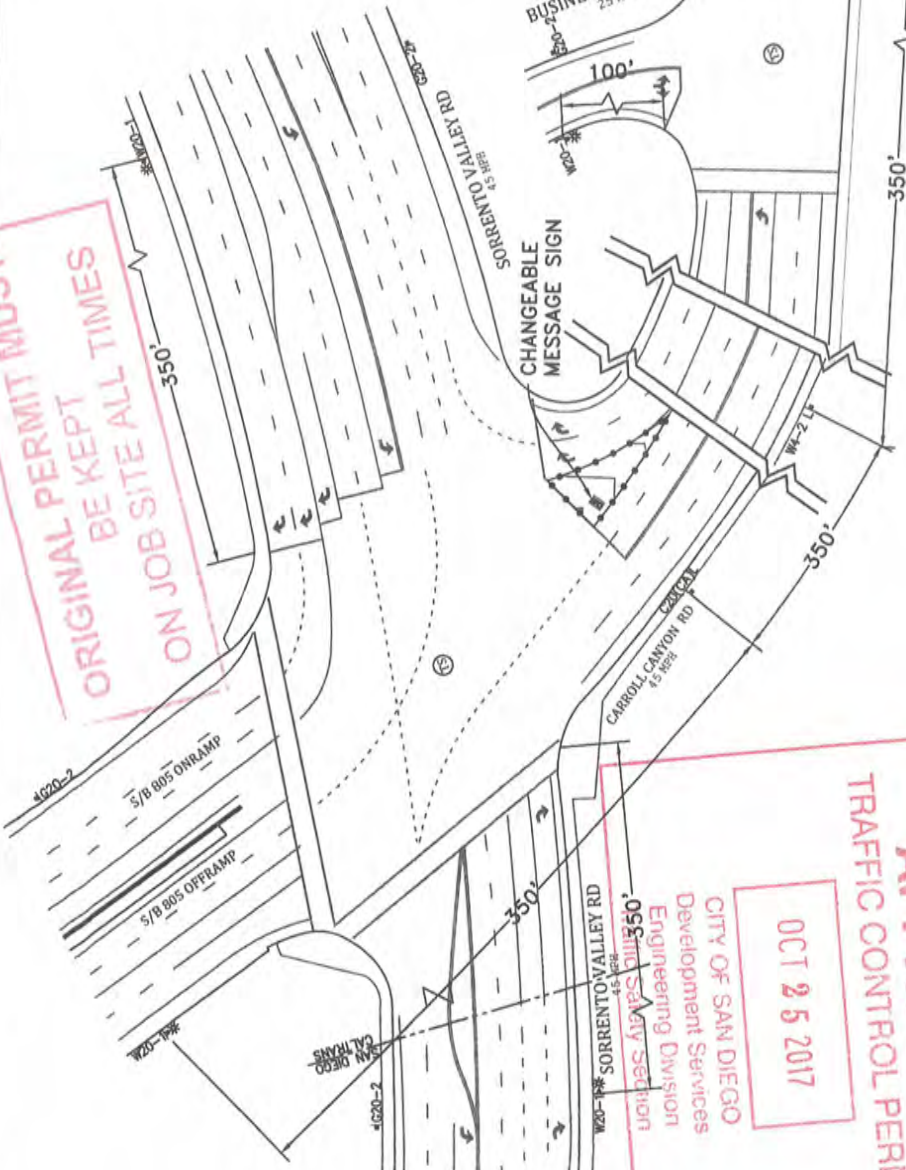 ORIGINAL PERMIT MUST
BE KEPT
ON JOB SITE ALL TIMES
350'
W20-1
G20-2
SORRENTO VALLEY RD
45 MPH
CHANGEABLE
MESSAGE SIGN
100'
G20-2
W20-1
350'
W4-2 L
350'
C20(CA)L
CARROLL CANYON RD
45 MPH
G20-2
S/B 805 ONRAMP
S/B 805 OFFRAMP
W20-1
SAN DIEGO
CALTRANS
G20-2
350'
350'
SORRENTO VALLEY RD
45 MPH
W20-1
TRAFFIC CONTROL
OCT 25 2017
CITY OF SAN DIEGO
Development Services
Engineering Division
Traffic Safety Section